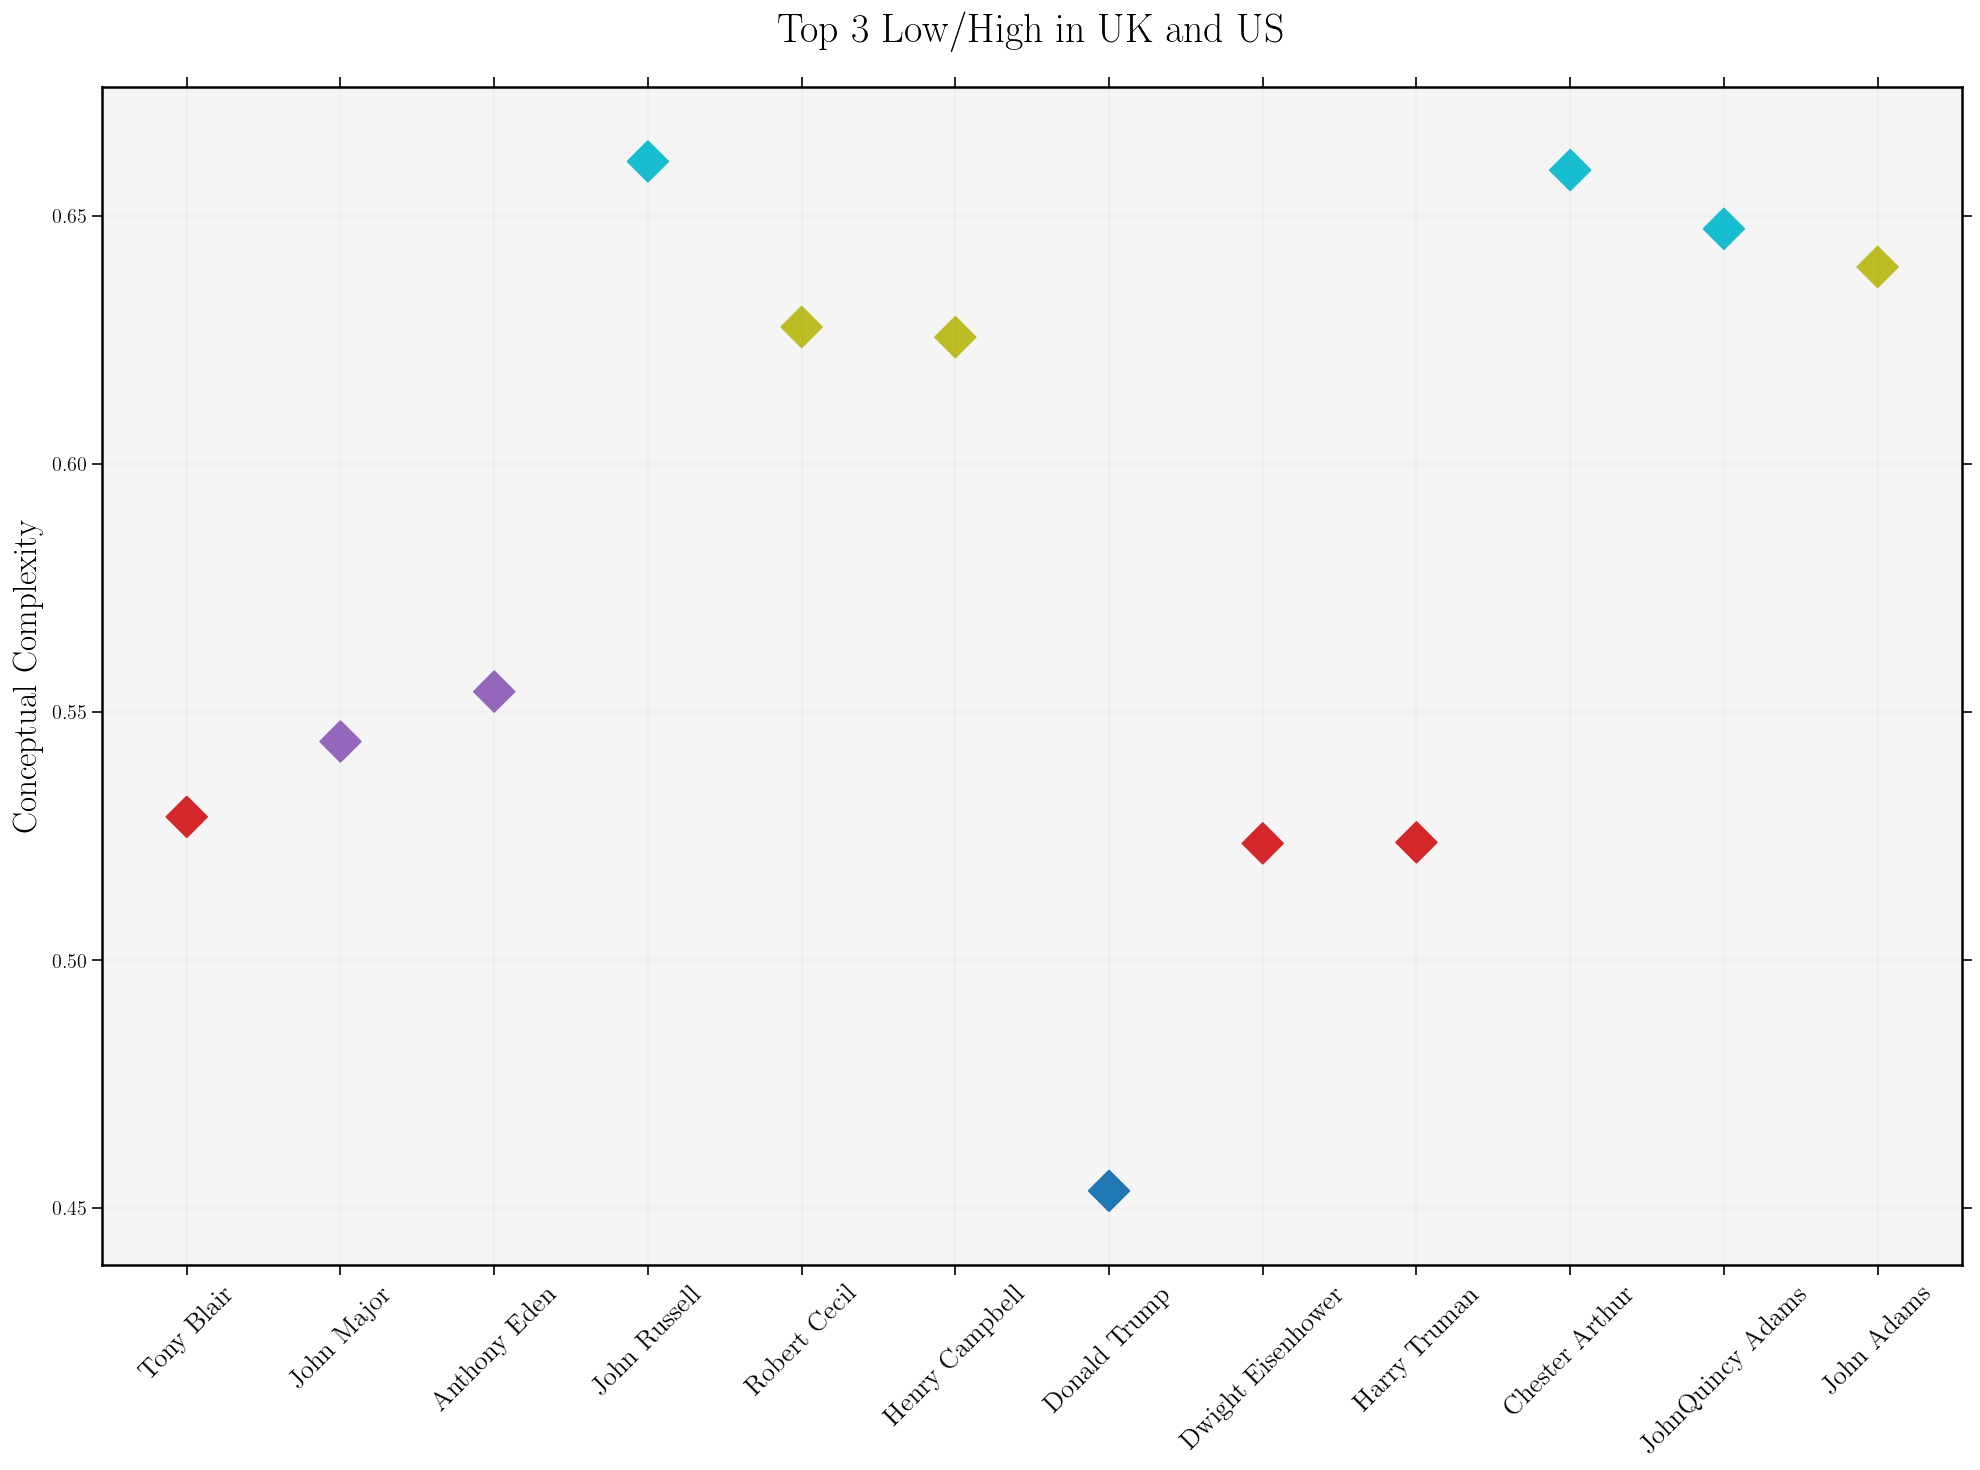 Top 3 Low/High in UK and US
Conceptual Complexity
0.65
0.60
0.55
0.50
0.45
Tony Blair
John Major
Anthony Eden
John Russell
Robert Cecil
Henry Campbell
Donald Trump
Dwight Eisenhower
Harry Truman
Chester Arthur
JohnQuincy Adams
John Adams